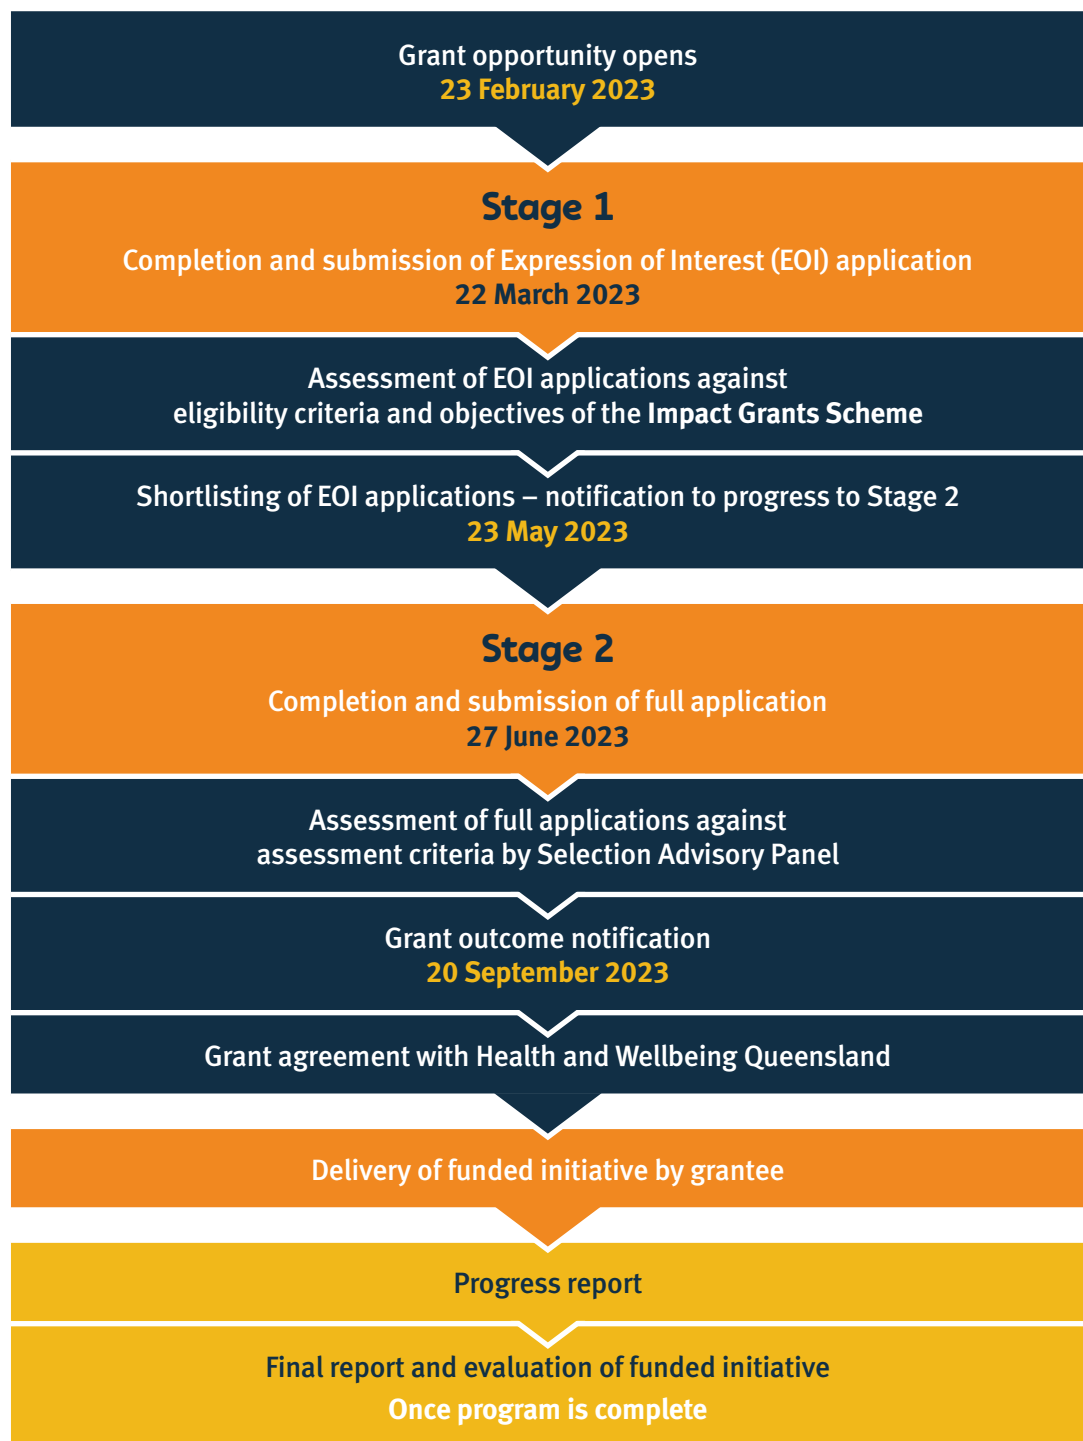 Grant opportunity opens
23 February 2023
Stage 1
Completion and submission of Expression of Interest (EOI) application
22 March 2023
Assessment of EOI applications against
eligibility criteria and objectives of the Impact Grants Scheme
Shortlisting of EOI applications – notification to progress to Stage 2
23 May 2023
Stage 2
Completion and submission of full application
27 June 2023
Assessment of full applications against
assessment criteria by Selection Advisory Panel
Grant outcome notification
20 September 2023
Grant agreement with Health and Wellbeing Queensland
Delivery of funded initiative by grantee
Progress report
Final report and evaluation of funded initiative
Once program is complete